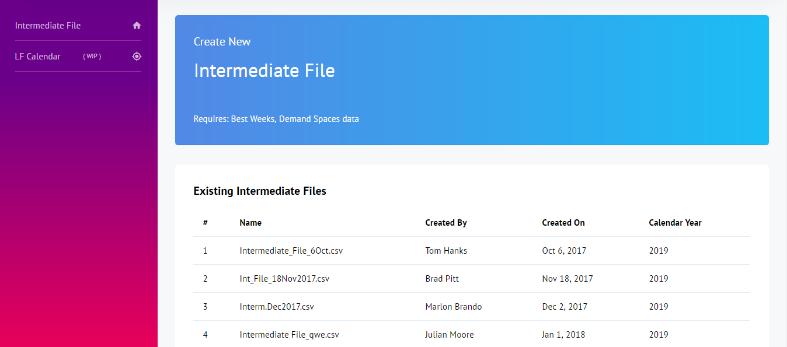 Intermediate File
LF Calendar ( WIP )
Create New
Intermediate File
Requires: Best Weeks, Demand Spaces data
Existing Intermediate Files
# Name Created By Created On Calendar Year
1 Intermediate_File_6Oct.csv Tom Hanks Oct 6, 2017 2019
2 Int_File_18Nov2017.csv Brad Pitt Nov 18, 2017 2019
3 Interm.Dec2017.csv Marlon Brando Dec 2, 2017 2019
4 Intermediate File_qwe.csv Julian Moore Jan 1, 2018 2019